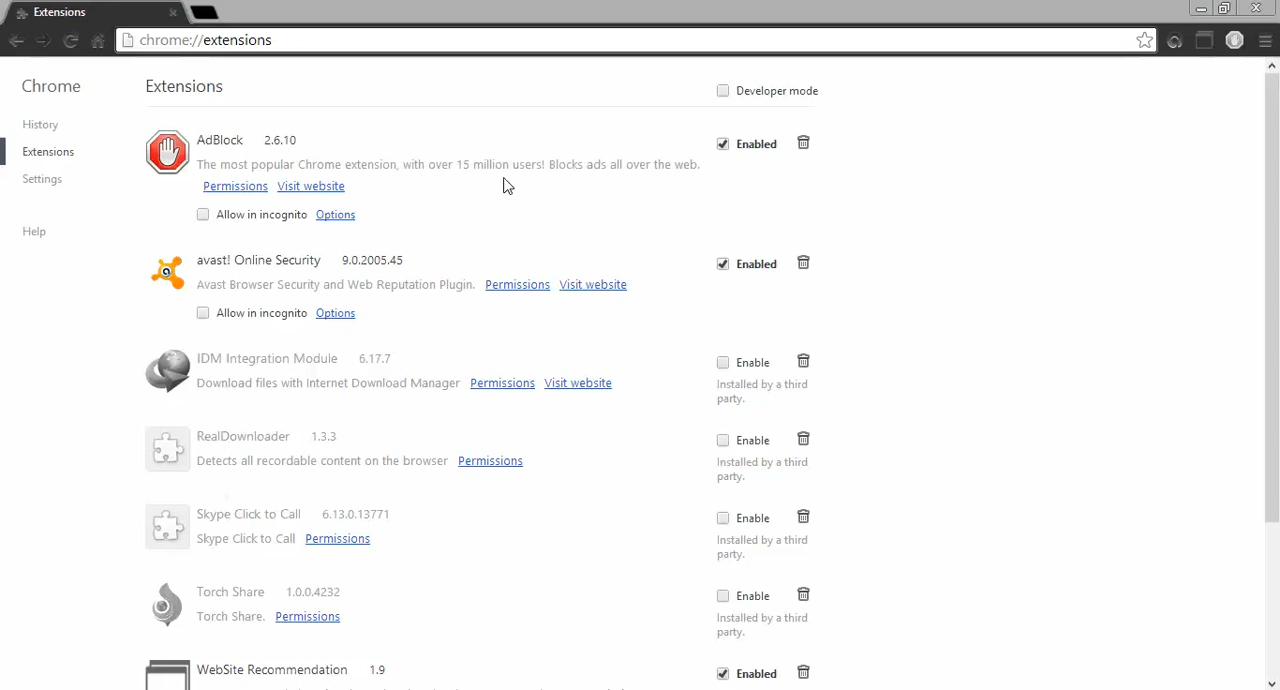 Extensions
chrome://extensions
Chrome
Extensions
Developer mode
History
Extensions
Settings
Help
AdBlock 2.6.10
Enabled
The most popular Chrome extension, with over 15 million users! Blocks ads all over the web.
Permissions Visit website
Allow in incognito Options
avast! Online Security 9.0.2005.45
Enabled
Avast Browser Security and Web Reputation Plugin. Permissions Visit website
Allow in incognito Options
IDM Integration Module 6.17.7
Enable
Download files with Internet Download Manager Permissions Visit website
Installed by a third
party.
RealDownloader 1.3.3
Enable
Detects all recordable content on the browser Permissions
Installed by a third
party.
Skype Click to Call 6.13.0.13771
Enable
Skype Click to Call Permissions
Installed by a third
party.
Torch Share 1.0.0.4232
Enable
Torch Share. Permissions
Installed by a third
party.
WebSite Recommendation 1.9
Enabled